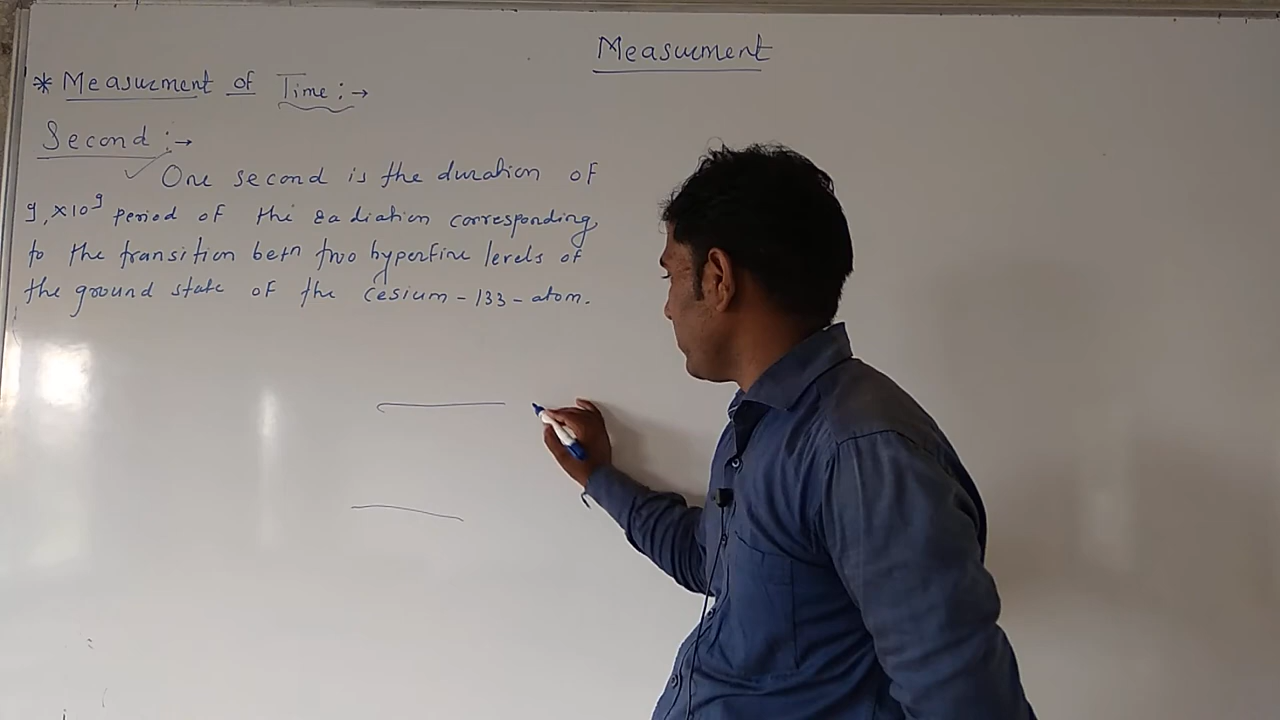 Measurment
* Measurment of Time :→
Second :→
One second is the duration of
9,×10⁹ period of the radiation corresponding
to the transition betn two hyperfine levels of
the ground state of the cesium - 133 - atom.